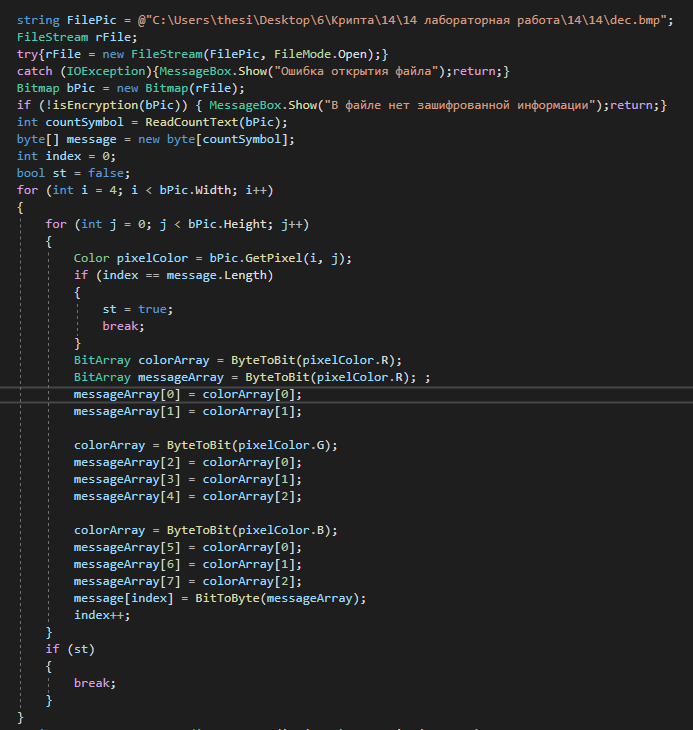 string FilePic = @"C:\Users\thesi\Desktop\6\Крипта\14\14 лабораторная работа\14\14\dec.bmp";
FileStream rFile;
try{rFile = new FileStream(FilePic, FileMode.Open);}
catch (IOException){MessageBox.Show("Ошибка открытия файла");return;}
Bitmap bPic = new Bitmap(rFile);
if (!isEncryption(bPic)) { MessageBox.Show("В файле нет зашифрованной информации");return;}
int countSymbol = ReadCountText(bPic);
byte[] message = new byte[countSymbol];
int index = 0;
bool st = false;
for (int i = 4; i < bPic.Width; i++)
{
for (int j = 0; j < bPic.Height; j++)
{
Color pixelColor = bPic.GetPixel(i, j);
if (index == message.Length)
{
st = true;
break;
}
BitArray colorArray = ByteToBit(pixelColor.R);
BitArray messageArray = ByteToBit(pixelColor.R); ;
messageArray[0] = colorArray[0];
messageArray[1] = colorArray[1];
colorArray = ByteToBit(pixelColor.G);
messageArray[2] = colorArray[0];
messageArray[3] = colorArray[1];
messageArray[4] = colorArray[2];
colorArray = ByteToBit(pixelColor.B);
messageArray[5] = colorArray[0];
messageArray[6] = colorArray[1];
messageArray[7] = colorArray[2];
message[index] = BitToByte(messageArray);
index++;
}
if (st)
{
break;
}
}